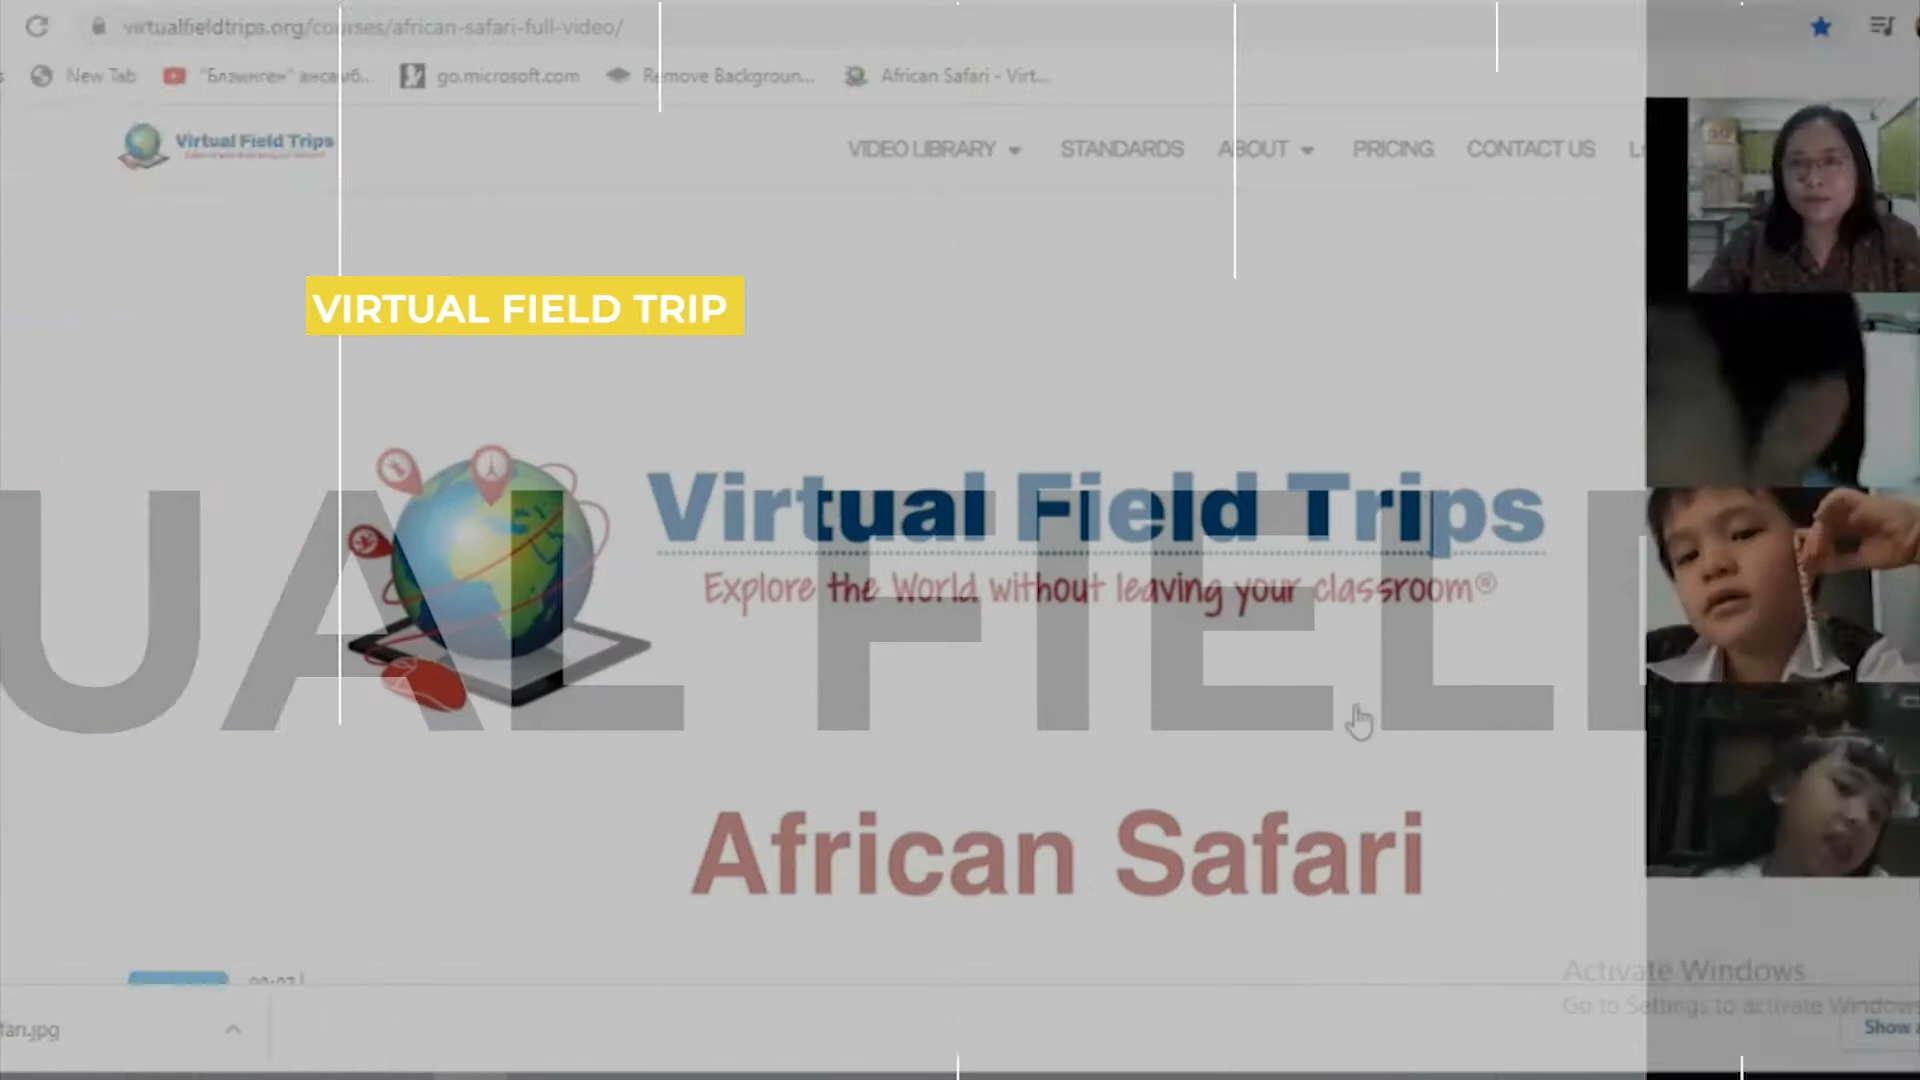 virtualfieldtrips.org/courses/african-safari-full-video/
New Tab
go.microsoft.com
Remove Backgroun...
African Safari - Virt...
Virtual Field Trips
VIDEO LIBRARY
STANDARDS
ABOUT
PRICING
CONTACT US
VIRTUAL FIELD TRIP
Virtual Field Trips
Explore the World without leaving your classroom®
UAL FIELD
African Safari
Activate Windows
Go to Settings to activate Windows
fari.jpg
Show a